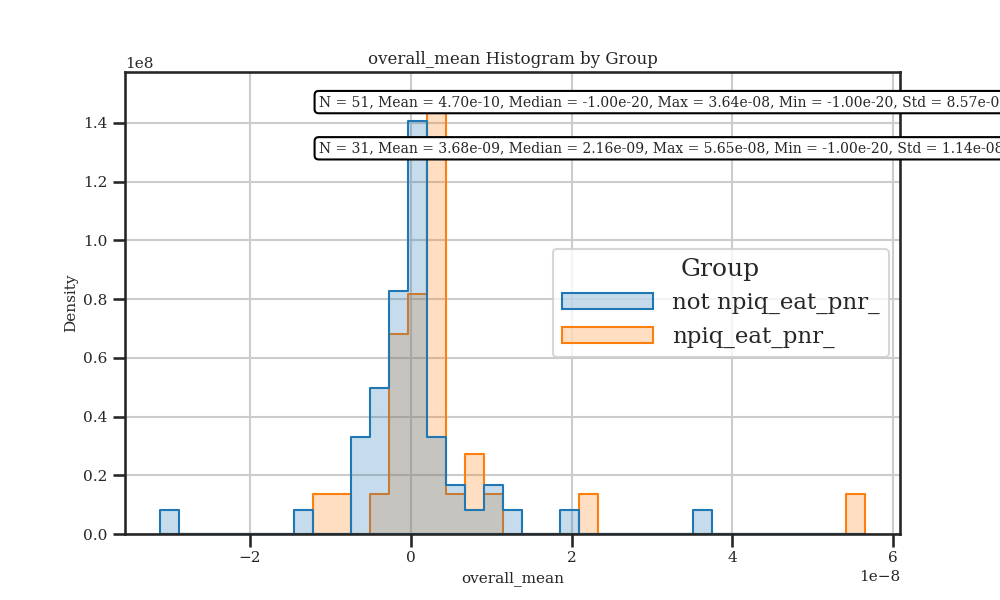 overall_mean Histogram by Group
1e8
N = 51, Mean = 4.70e-10, Median = -1.00e-20, Max = 3.64e-08, Min = -1.00e-20, Std = 8.57e-0
N = 31, Mean = 3.68e-09, Median = 2.16e-09, Max = 5.65e-08, Min = -1.00e-20, Std = 1.14e-08
1.4
1.2
1.0
0.8
0.6
0.4
0.2
0.0
Density
Group
not npiq_eat_pnr_
npiq_eat_pnr_
−2
0
2
4
6
1e−8
overall_mean